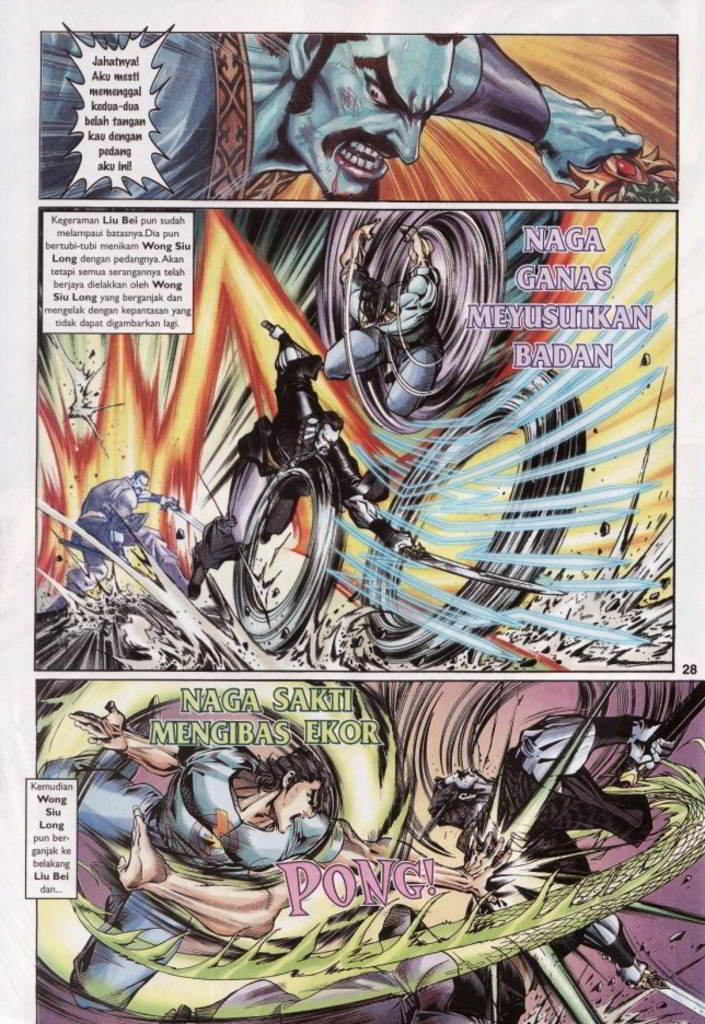 Jahatnya!
Aku mesti
memenggal
kedua-dua
belah tangan
kau dengan
pedang
aku ini!
Kegeraman Liu Bei pun sudah
melampaui batasnya.Dia pun
bertubi-tubi menikam Wong Siu
Long dengan pedangnya.Akan
tetapi semua serangannya telah
berjaya dielakkan oleh Wong
Siu Long yang berganjak dan
mengelak dengan kepantasan yang
tidak dapat digambarkan lagi.
NAGA
GANAS
MEYUSUTKAN
BADAN
28
NAGA SAKTI
MENGIBAS EKOR
Kemudian
Wong
Siu
Long
pun ber-
ganjak ke
belakang
Liu Bei
dan...
PONG!